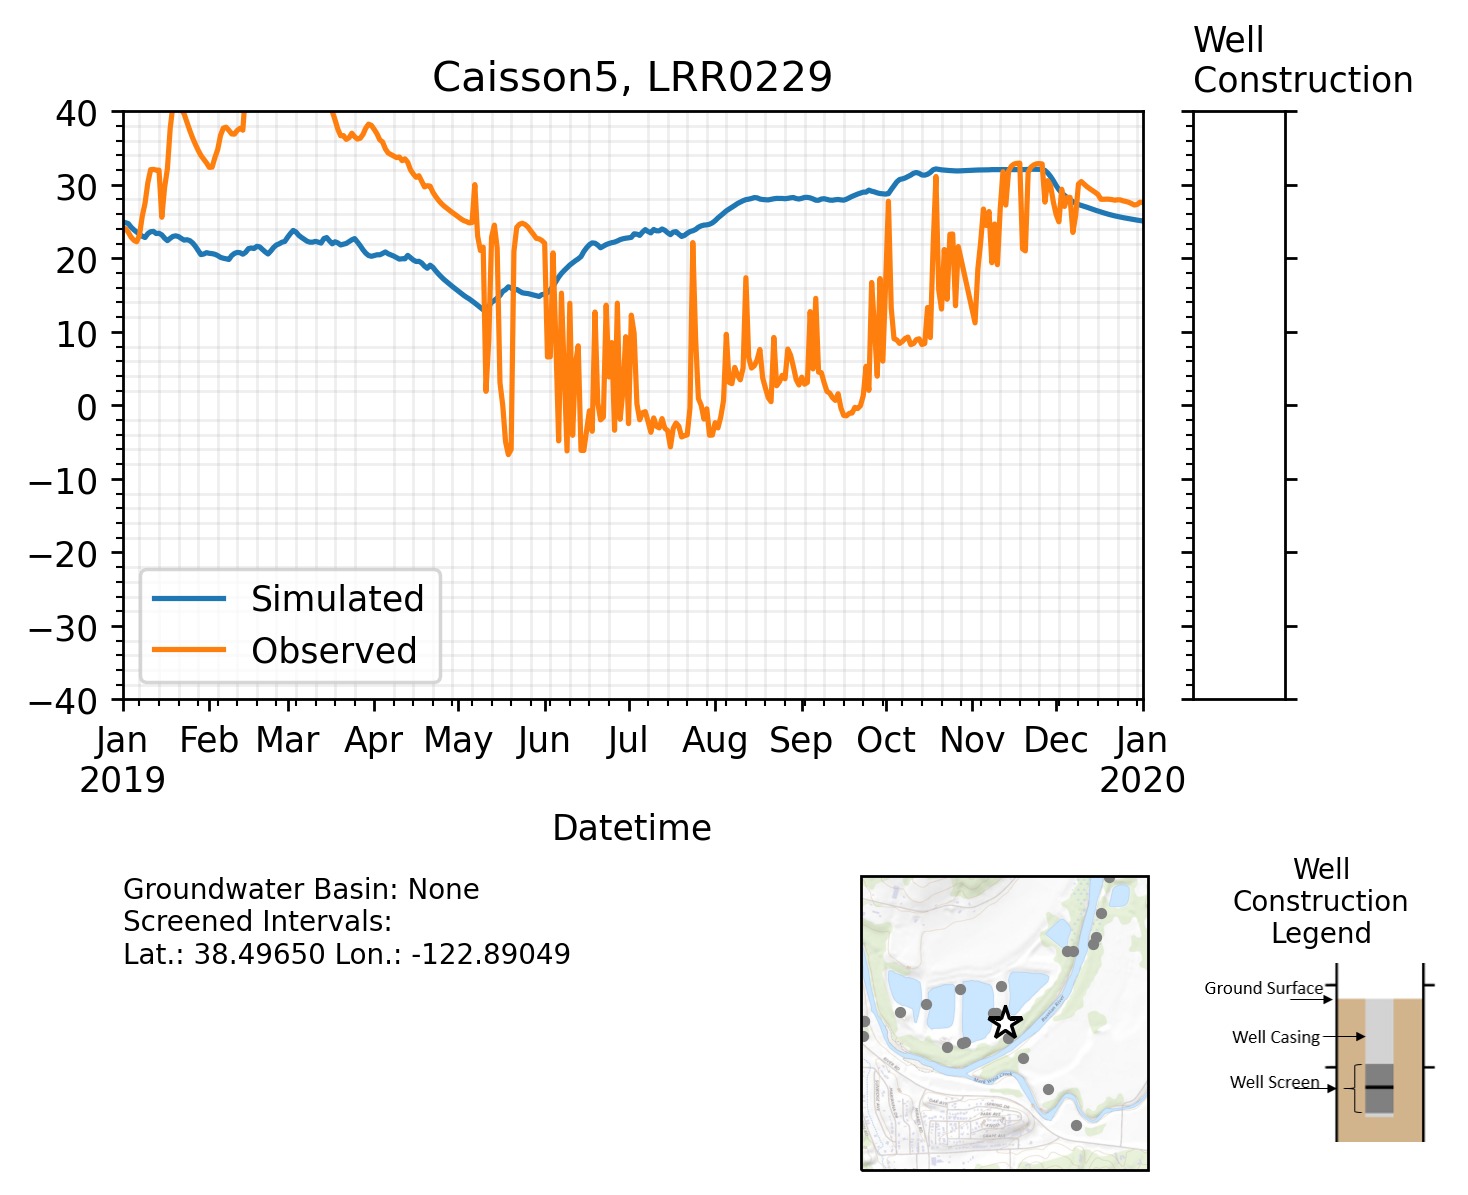 Well
Construction
Caisson5, LRR0229
40
30
20
10
0
−10
−20
−30
−40
Simulated
Observed
Jan Feb Mar Apr May Jun Jul Aug Sep Oct Nov Dec Jan
2019 2020
Datetime
Groundwater Basin: None
Screened Intervals:
Lat.: 38.49650 Lon.: -122.89049
Well
Construction
Legend
Ground Surface
Well Casing
Well Screen